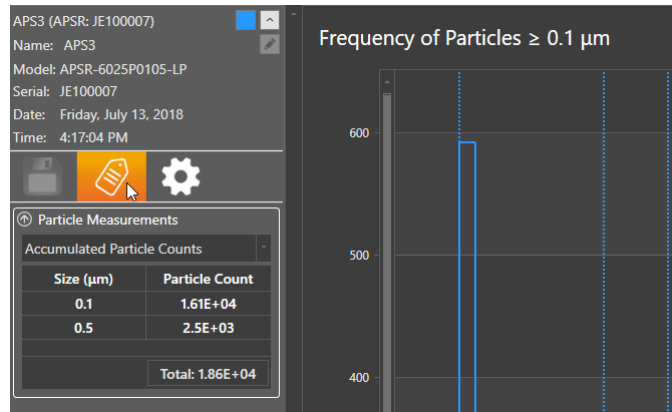 APS3 (APSR: JE100007)
Name: APS3
Model: APSR-6025P0105-LP
Serial: JE100007
Date: Friday, July 13, 2018
Time: 4:17:04 PM
Particle Measurements
Accumulated Particle Counts
Size (µm) Particle Count
0.1 1.61E+04
0.5 2.5E+03
Total: 1.86E+04
Frequency of Particles ≥ 0.1 µm
600
500
400